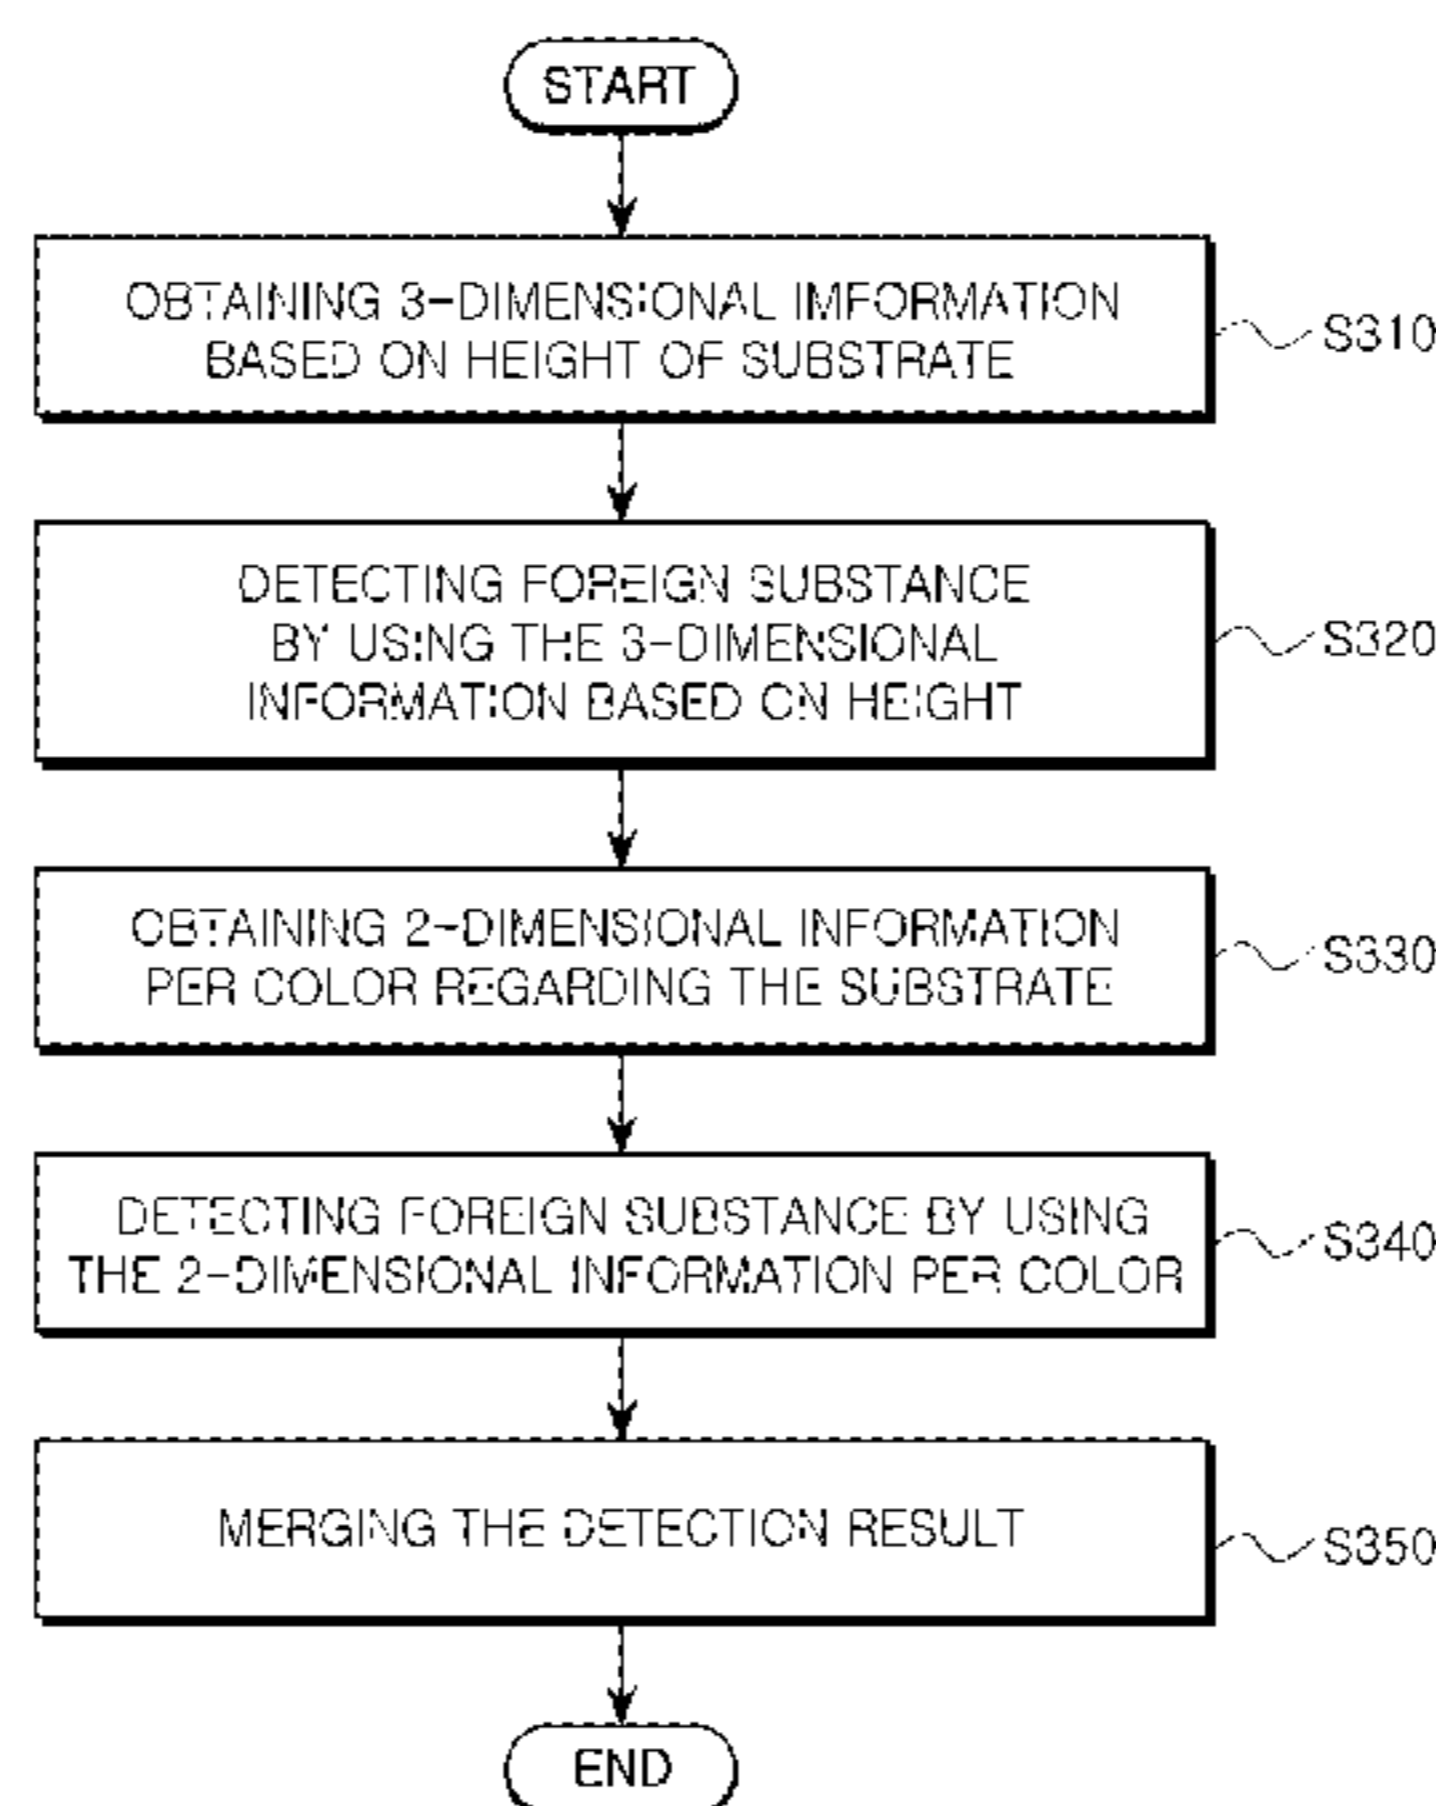 START
OBTAINING 3-DIMENSIONAL IMFORMATION
BASED ON HEIGHT OF SUBSTRATE
S310
DETECTING FOREIGN SUBSTANCE
BY USING THE 3-DIMENSIONAL
INFORMATION BASED ON HEIGHT
S320
OBTAINING 2-DIMENSIONAL INFORMATION
PER COLOR REGARDING THE SUBSTRATE
S330
DETECTING FOREIGN SUBSTANCE BY USING
THE 2-DIMENSIONAL INFORMATION PER COLOR
S340
MERGING THE DETECTION RESULT
S350
END